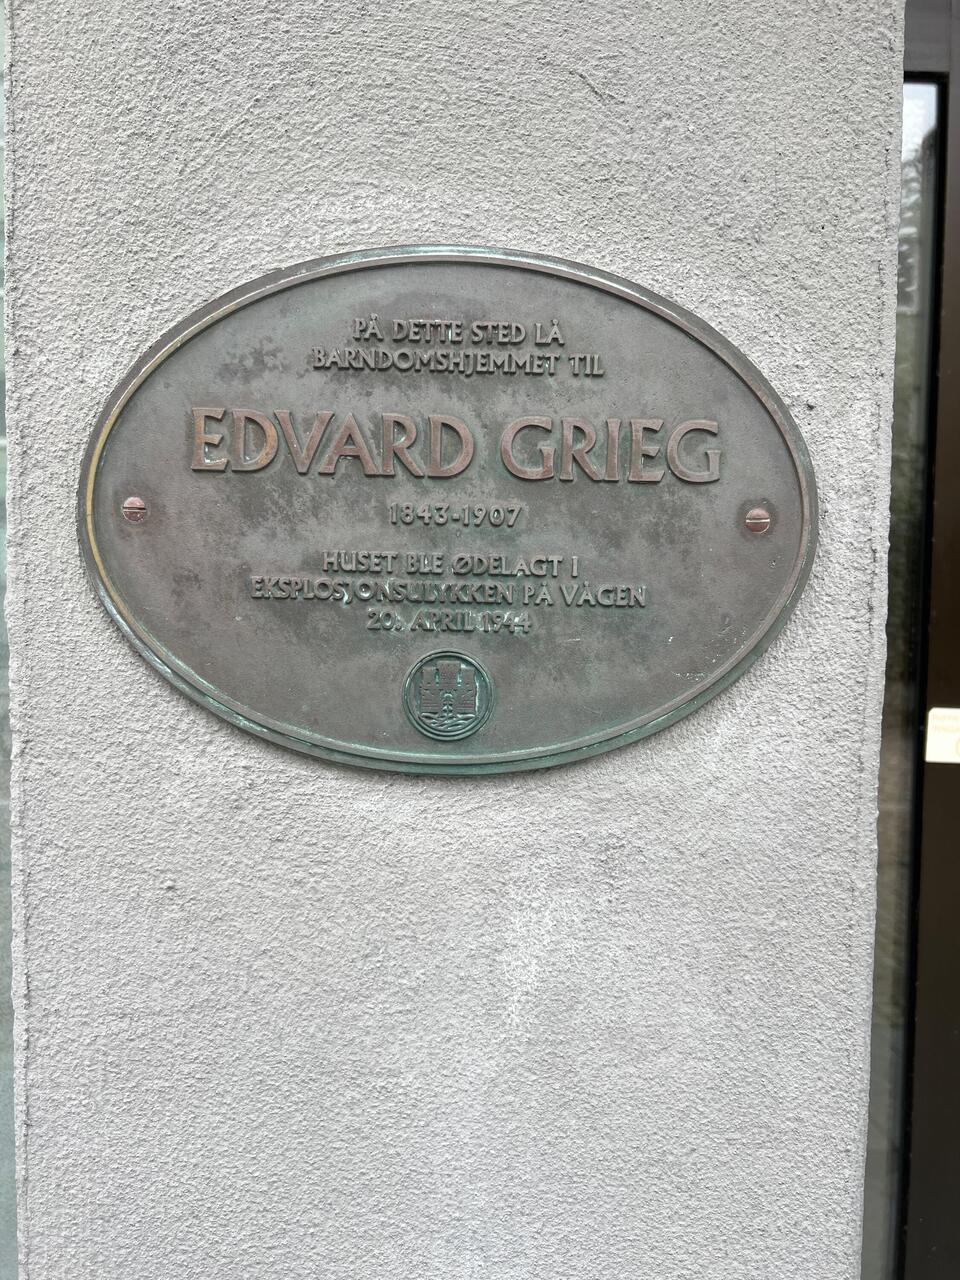 PÅ DETTE STED LÅ
BARNDOMSHJEMMET TIL
EDVARD GRIEG
1843-1907
HUSET BLE ØDELAGT I
EKSPLOSJONSULYKKEN PÅ VÅGEN
20. APRIL 1944